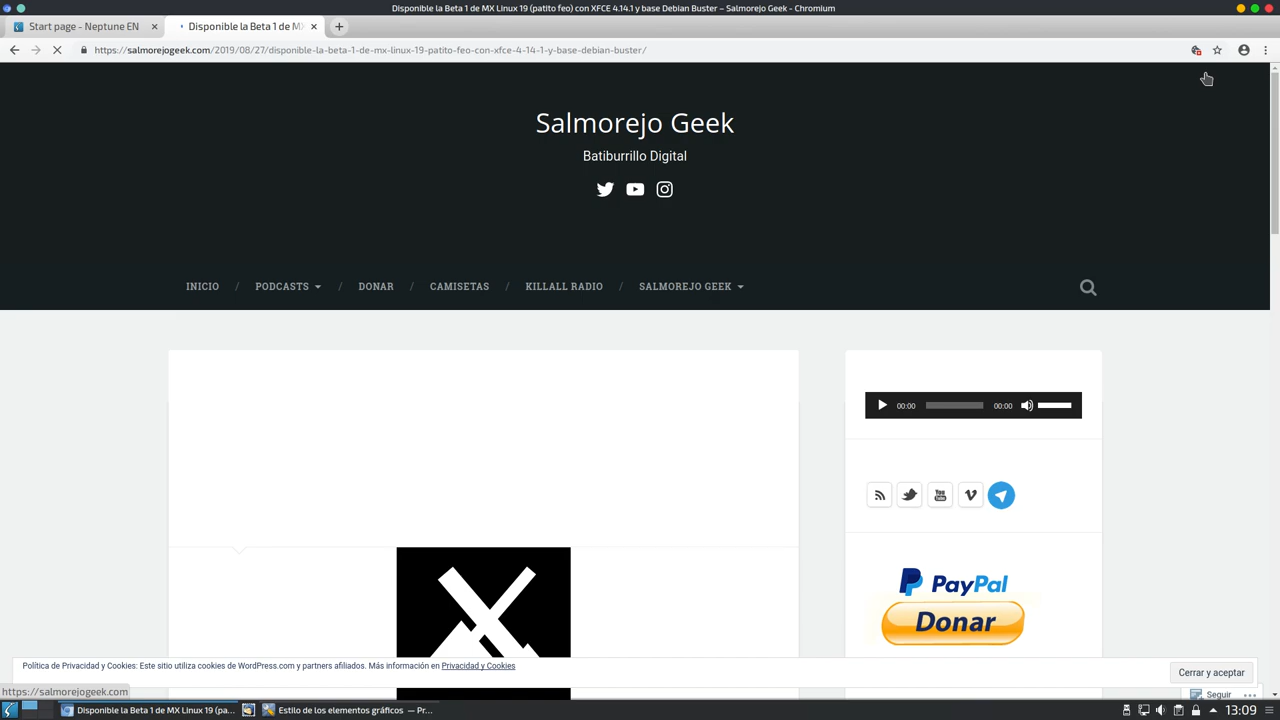 Disponible la Beta 1 de MX Linux 19 (patito feo) con XFCE 4.14.1 y base Debian Buster – Salmorejo Geek - Chromium
Start page - Neptune EN
Disponible la Beta 1 de MX
https://salmorejogeek.com/2019/08/27/disponible-la-beta-1-de-mx-linux-19-patito-feo-con-xfce-4-14-1-y-base-debian-buster/
Salmorejo Geek
Batiburrillo Digital
INICIO / PODCASTS / DONAR / CAMISETAS / KILLALL RADIO / SALMOREJO GEEK
00:00 00:00
You Tube
PayPal
Donar
Política de Privacidad y Cookies: Este sitio utiliza cookies de WordPress.com y partners afiliados. Más información en Privacidad y Cookies
Cerrar y aceptar
https://salmorejogeek.com
Seguir
Disponible la Beta 1 de MX Linux 19 (pa...
Estilo de los elementos gráficos — Pr...
13:09